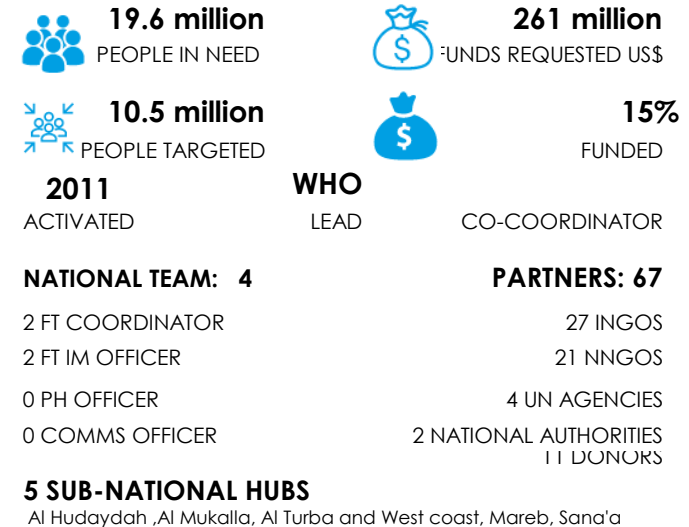 19.6 million
261 million
PEOPLE IN NEED
FUNDS REQUESTED US$
10.5 million
15%
PEOPLE TARGETED
FUNDED
2011
WHO
ACTIVATED
LEAD
CO-COORDINATOR
NATIONAL TEAM: 4
PARTNERS: 67
2 FT COORDINATOR
27 INGOS
2 FT IM OFFICER
21 NNGOS
0 PH OFFICER
4 UN AGENCIES
0 COMMS OFFICER
2 NATIONAL AUTHORITIES
11 DONORS
5 SUB-NATIONAL HUBS
Al Hudaydah ,Al Mukalla, Al Turba and West coast, Mareb, Sana'a